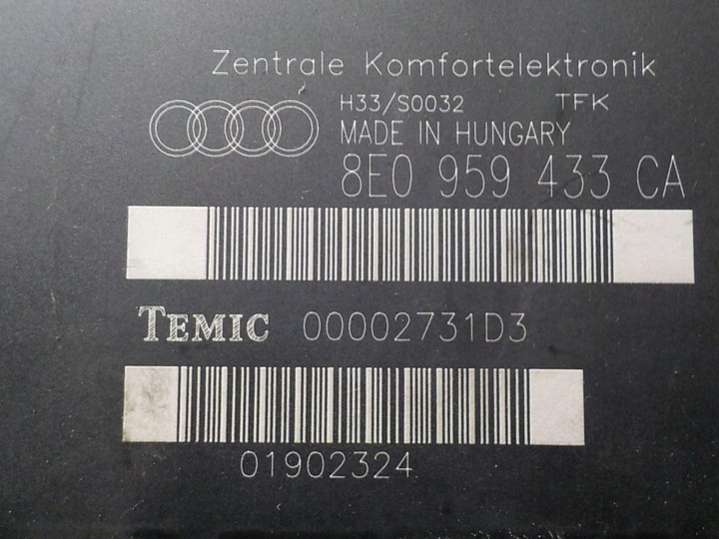 Zentrale Komfortelektronik
H33/S0032 TFK
MADE IN HUNGARY
8E0 959 433 CA
TEMIC 00002731D3
01902324